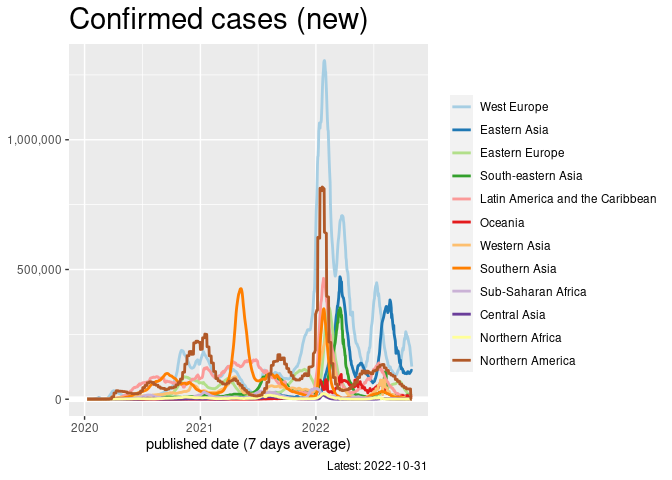 Confirmed cases (new)
1,000,000
500,000
0
2020
2021
2022
published date (7 days average)
Latest: 2022-10-31
West Europe
Eastern Asia
Eastern Europe
South-eastern Asia
Latin America and the Caribbean
Oceania
Western Asia
Southern Asia
Sub-Saharan Africa
Central Asia
Northern Africa
Northern America